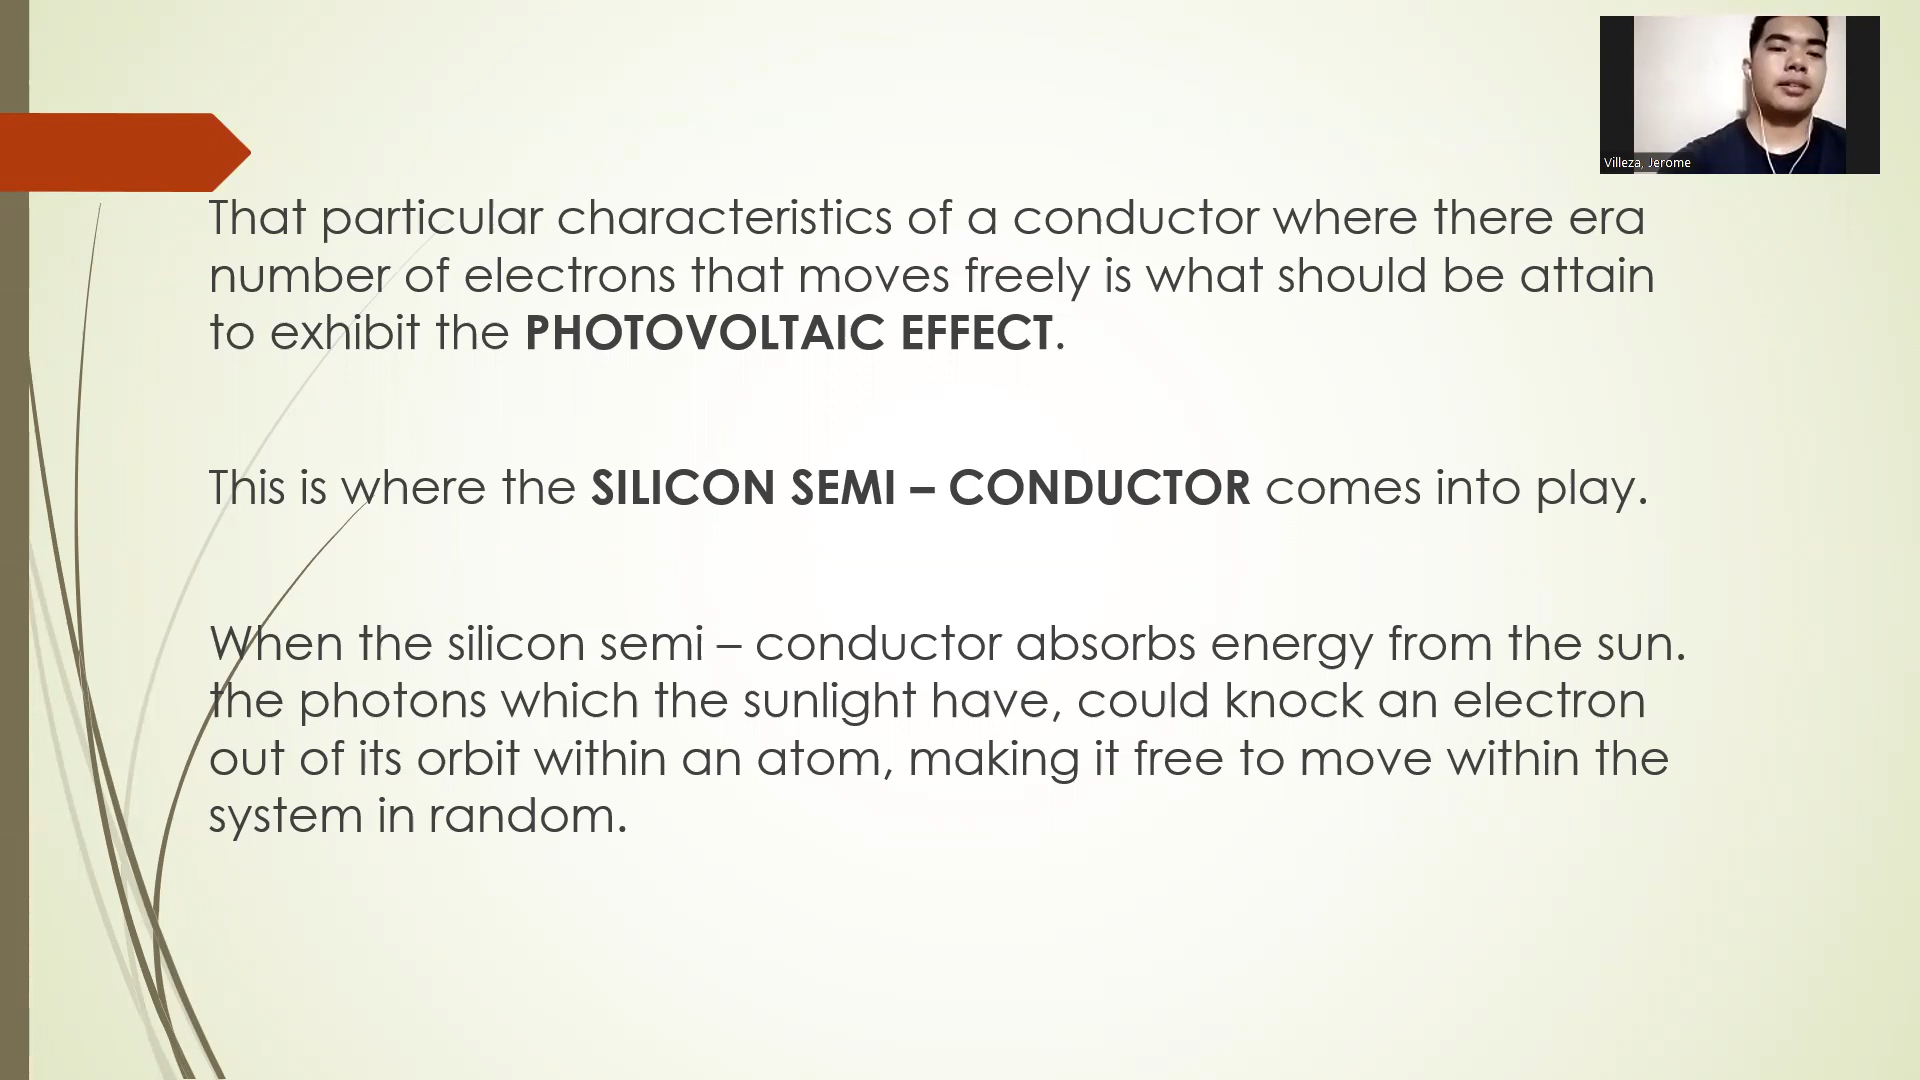 Villeza, Jerome
That particular characteristics of a conductor where there era
number of electrons that moves freely is what should be attain
to exhibit the PHOTOVOLTAIC EFFECT.
This is where the SILICON SEMI – CONDUCTOR comes into play.
When the silicon semi – conductor absorbs energy from the sun.
the photons which the sunlight have, could knock an electron
out of its orbit within an atom, making it free to move within the
system in random.